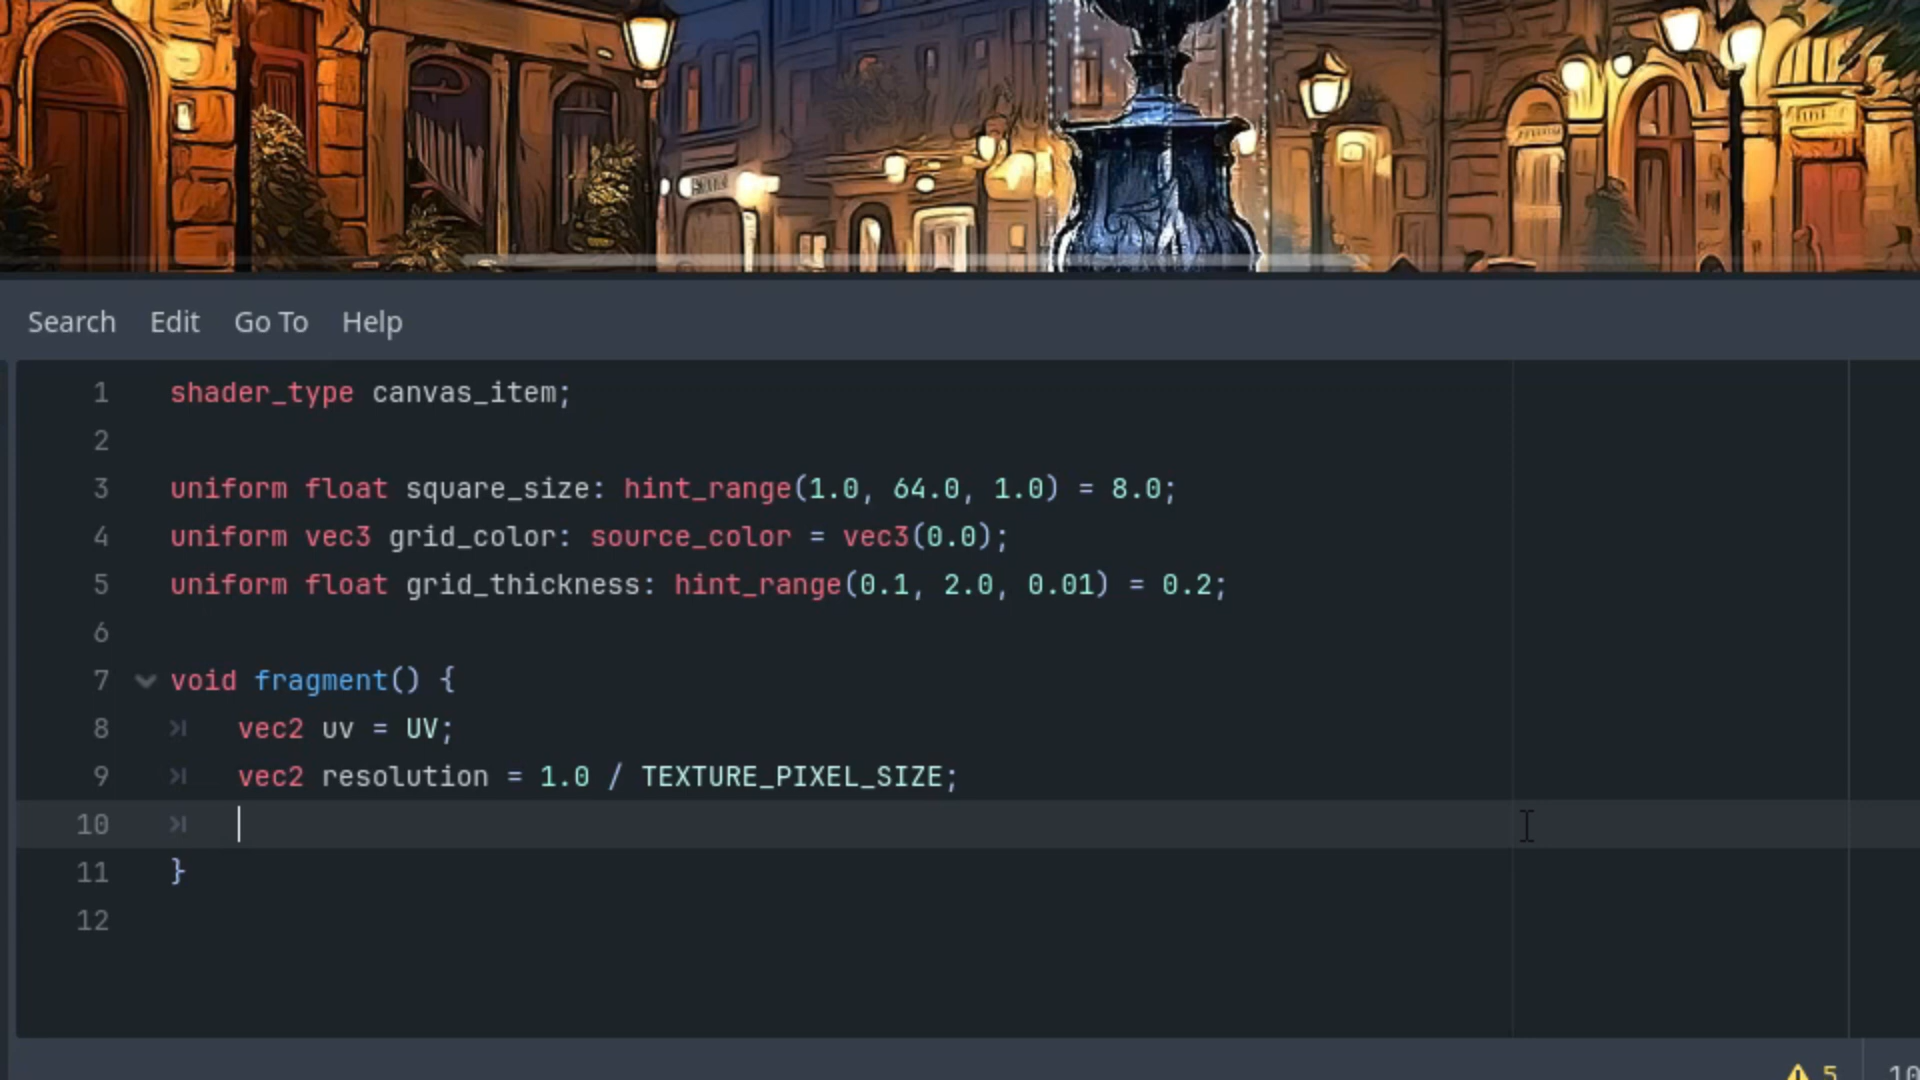 Search Edit Go To Help
1 shader_type canvas_item;
2
3 uniform float square_size: hint_range(1.0, 64.0, 1.0) = 8.0;
4 uniform vec3 grid_color: source_color = vec3(0.0);
5 uniform float grid_thickness: hint_range(0.1, 2.0, 0.01) = 0.2;
6
7 void fragment() {
8 vec2 uv = UV;
9 vec2 resolution = 1.0 / TEXTURE_PIXEL_SIZE;
10
11 }
12
5 10